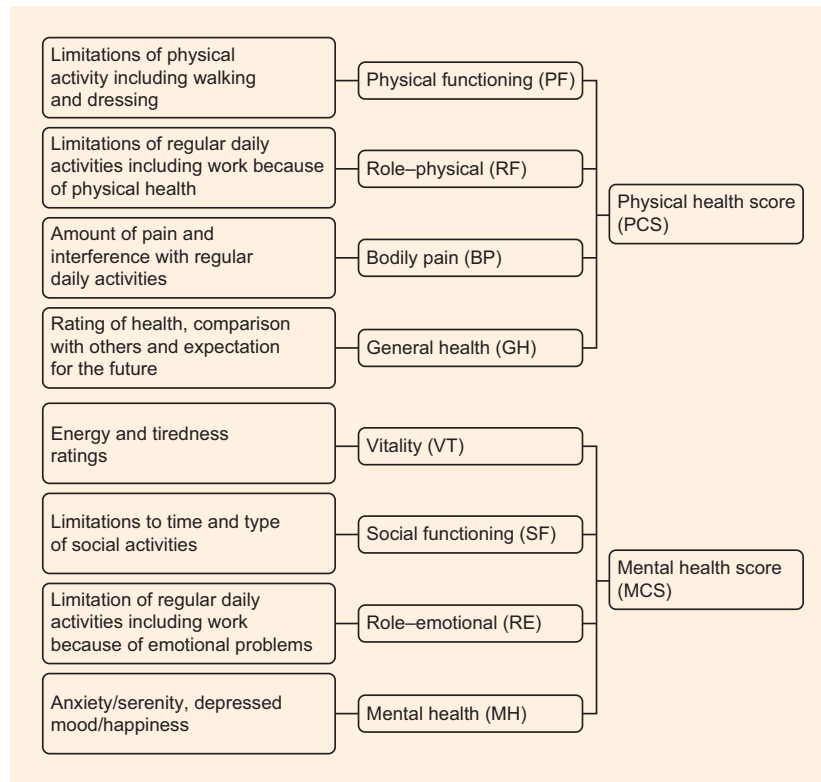 Limitations of physical
activity including walking
and dressing
Physical functioning (PF)
Limitations of regular daily
activities including work because
of physical health
Role–physical (RF)
Physical health score
(PCS)
Amount of pain and
interference with regular
daily activities
Bodily pain (BP)
Rating of health, comparison
with others and expectation
for the future
General health (GH)
Energy and tiredness
ratings
Vitality (VT)
Limitations to time and type
of social activities
Social functioning (SF)
Mental health score
(MCS)
Limitation of regular daily
activities including work
because of emotional problems
Role–emotional (RE)
Anxiety/serenity, depressed
mood/happiness
Mental health (MH)